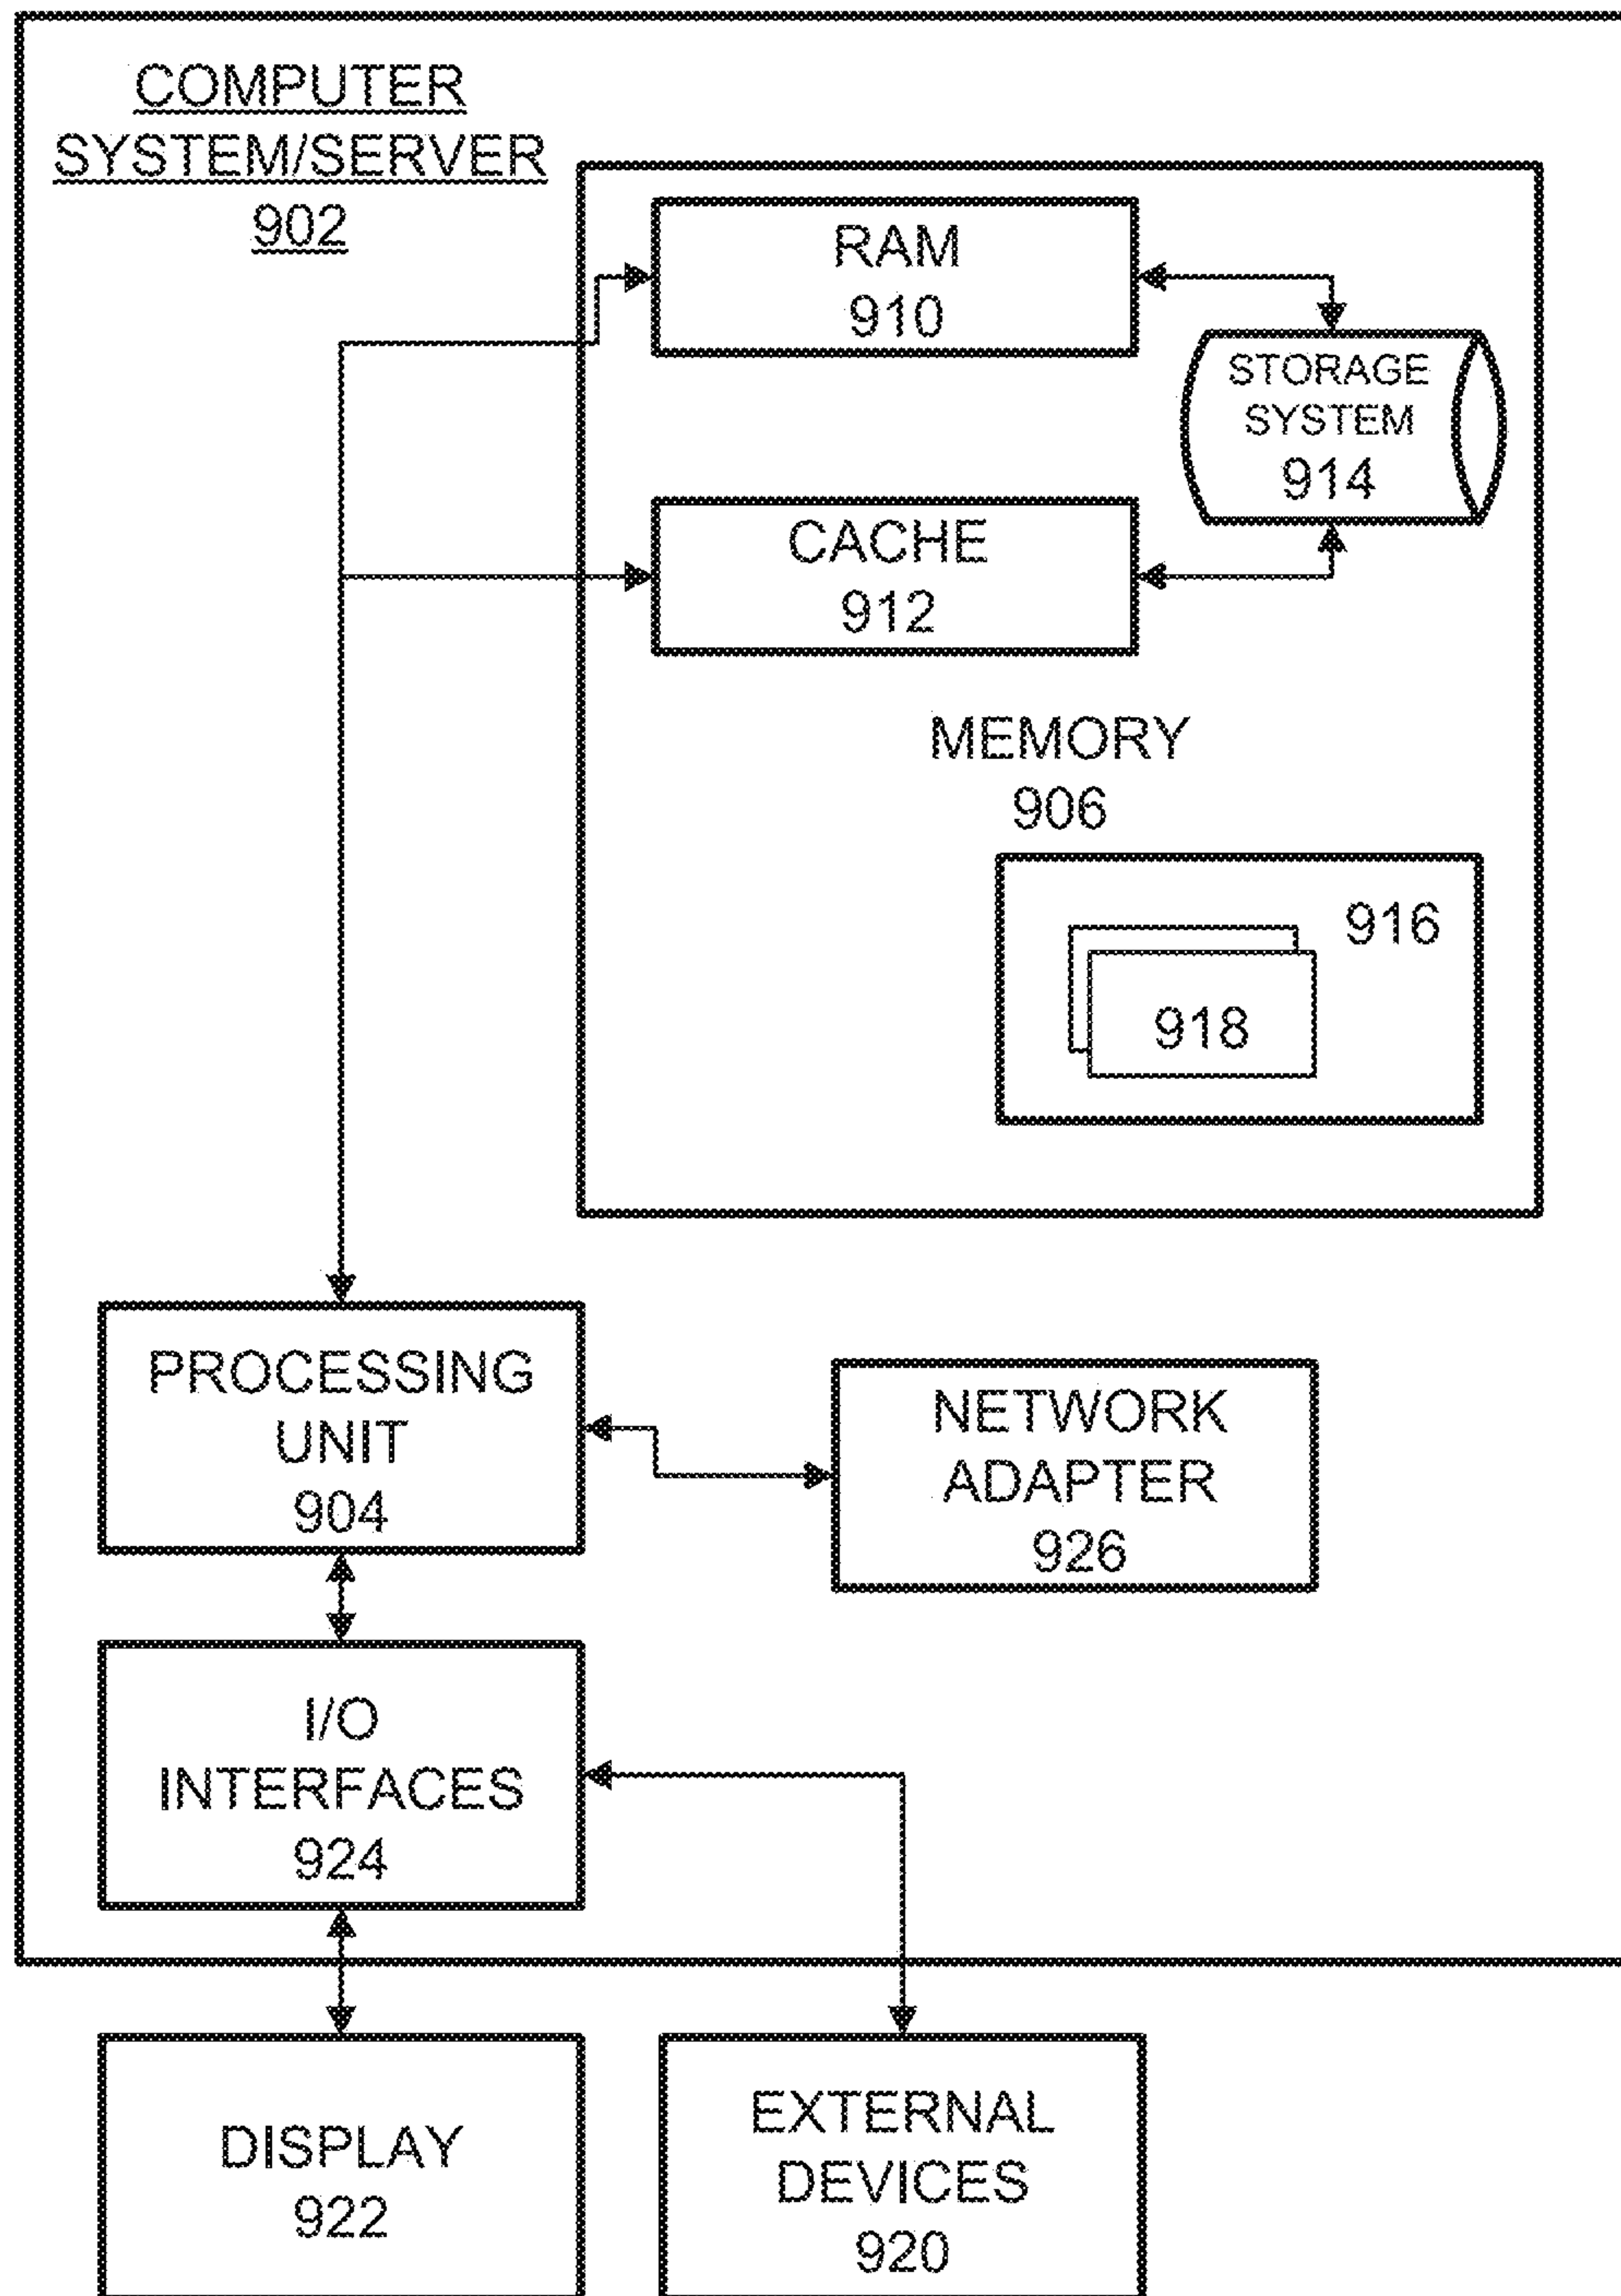 COMPUTER
SYSTEM/SERVER
902
RAM
910
STORAGE
SYSTEM
914
CACHE
912
MEMORY
906
916
918
PROCESSING
UNIT
904
NETWORK
ADAPTER
926
I/O
INTERFACES
924
DISPLAY
922
EXTERNAL
DEVICES
920